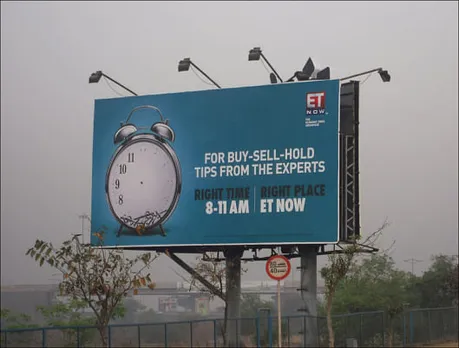 ET
NOW
FOR BUY-SELL-HOLD
TIPS FROM THE EXPERTS
RIGHT TIME
8-11 AM
RIGHT PLACE
ET NOW
11
10
9
8
40